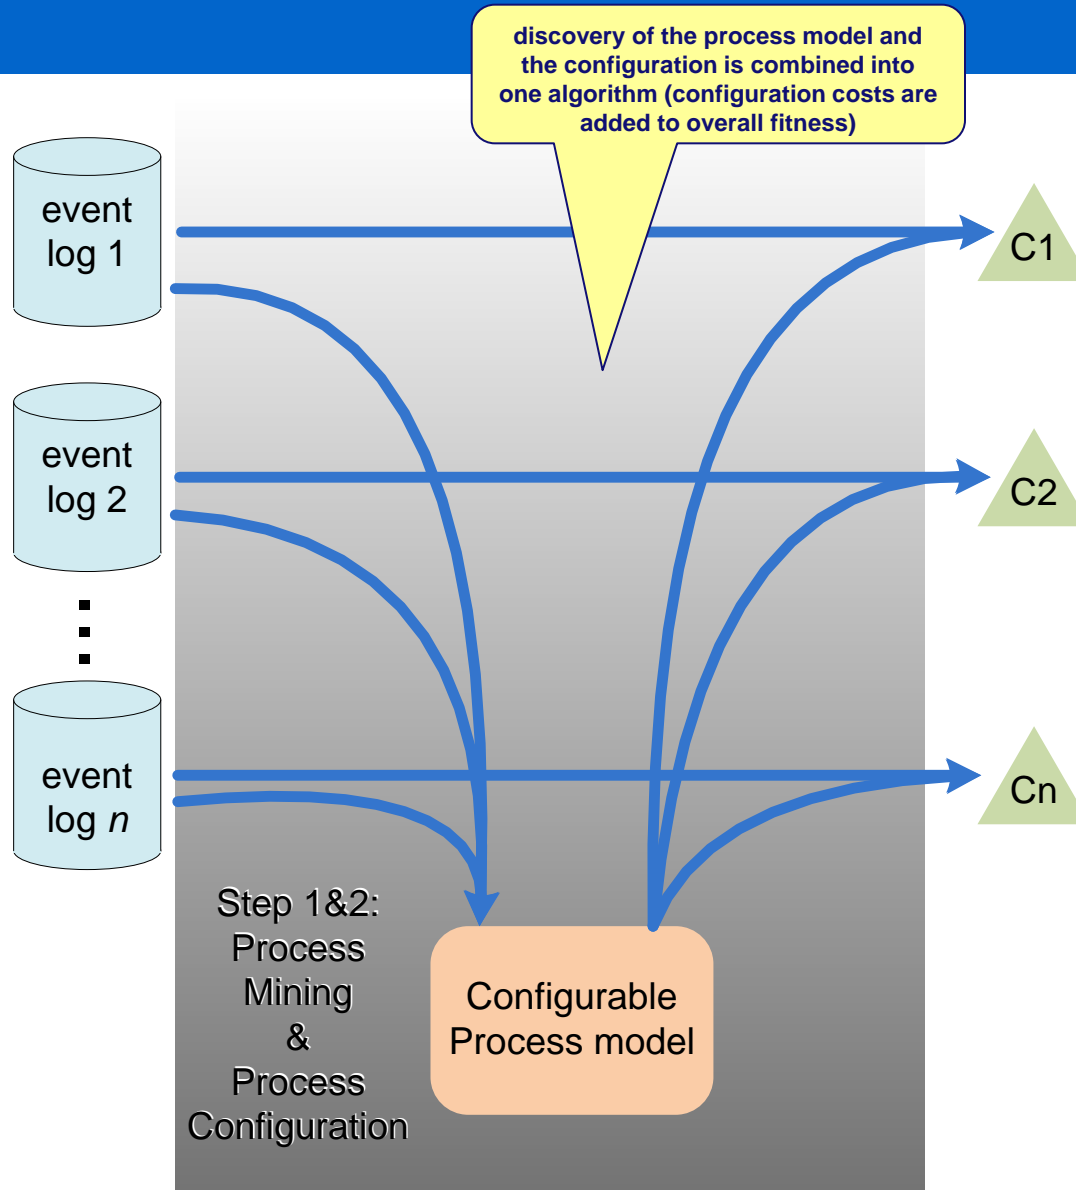 discovery of the process model and
the configuration is combined into
one algorithm (configuration costs are
added to overall fitness)
event
log 1
C1
event
log 2
C2
event
log n
Cn
Step 1&2:
Process
Mining
&
Process
Configuration
Configurable
Process model